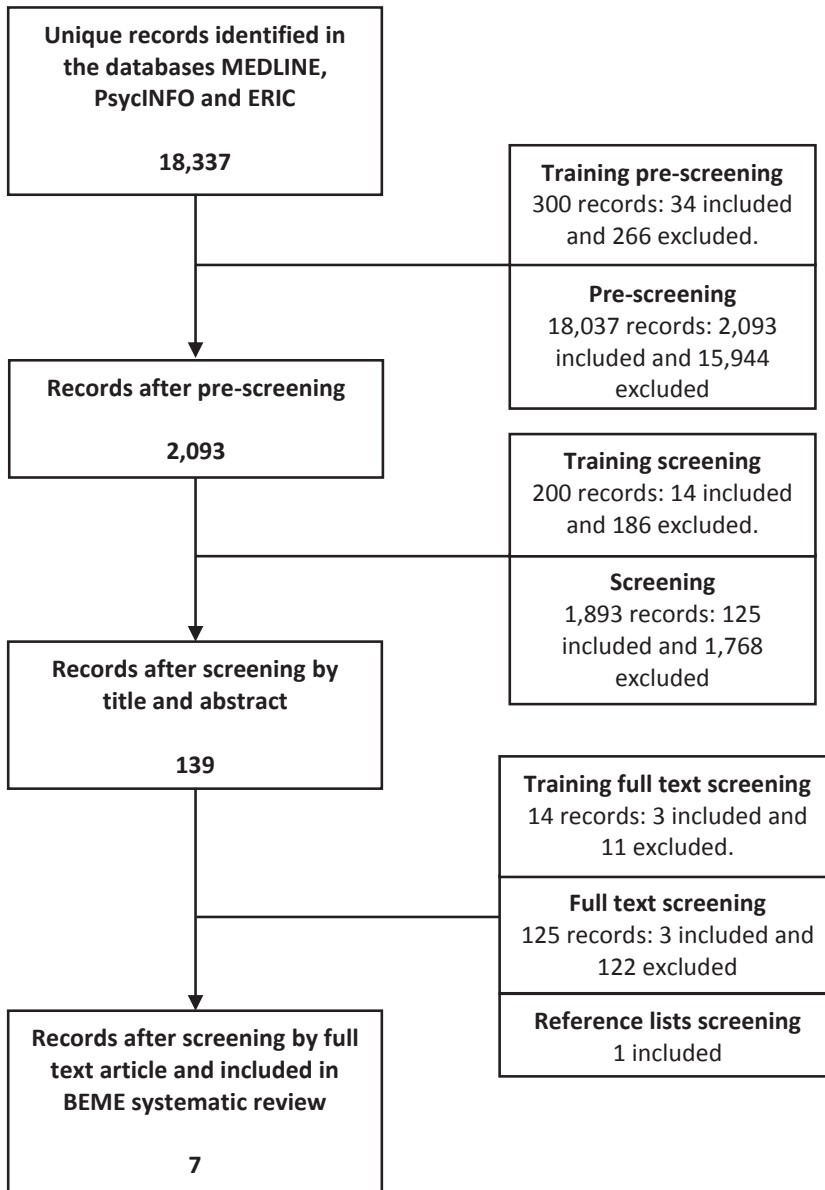 Unique records identified in
the databases MEDLINE,
PsycINFO and ERIC
18,337
Training pre-screening
300 records: 34 included
and 266 excluded.
Pre-screening
18,037 records: 2,093
included and 15,944
excluded
Records after pre-screening
2,093
Training screening
200 records: 14 included
and 186 excluded.
Screening
1,893 records: 125
included and 1,768
excluded
Records after screening by
title and abstract
139
Training full text screening
14 records: 3 included and
11 excluded.
Full text screening
125 records: 3 included and
122 excluded
Reference lists screening
1 included
Records after screening by full
text article and included in
BEME systematic review
7